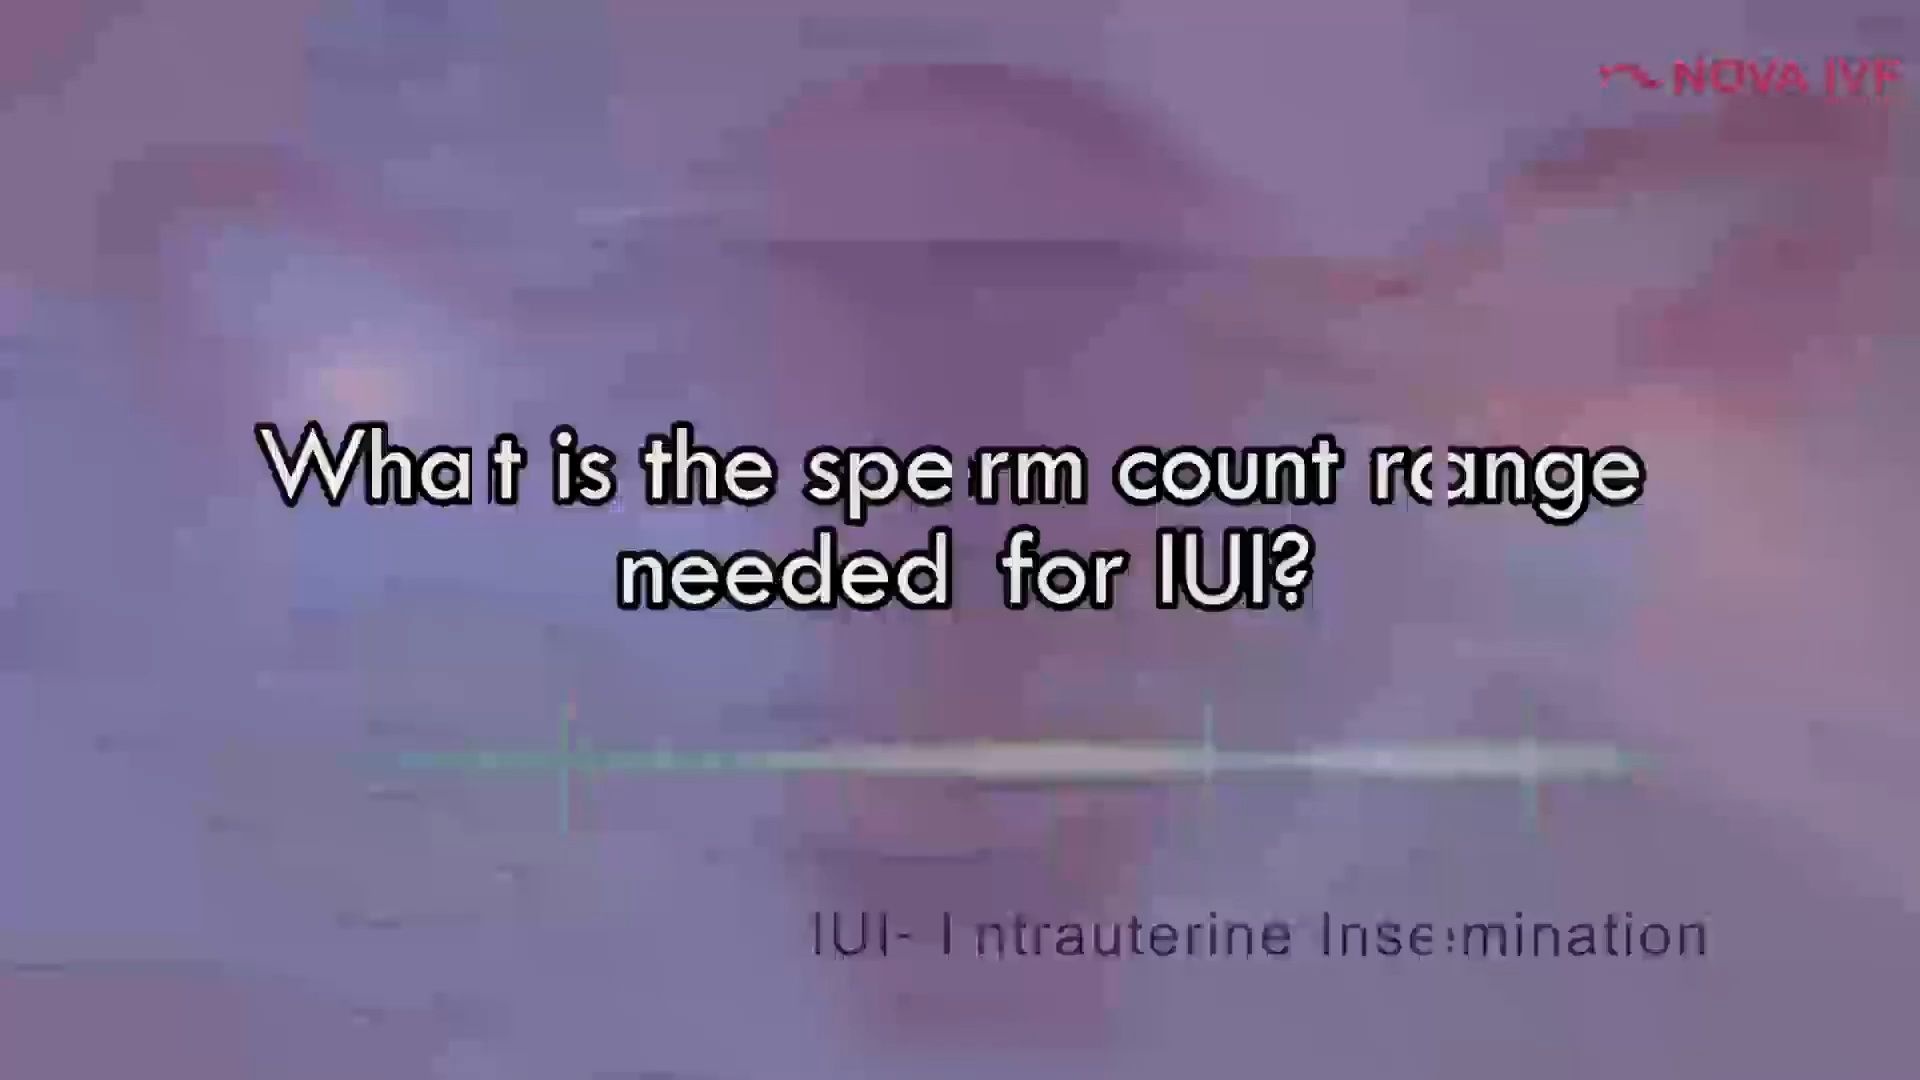 NOVA IVF
What is the sperm count range
needed for IUI?
IUI- Intrauterine Insemination